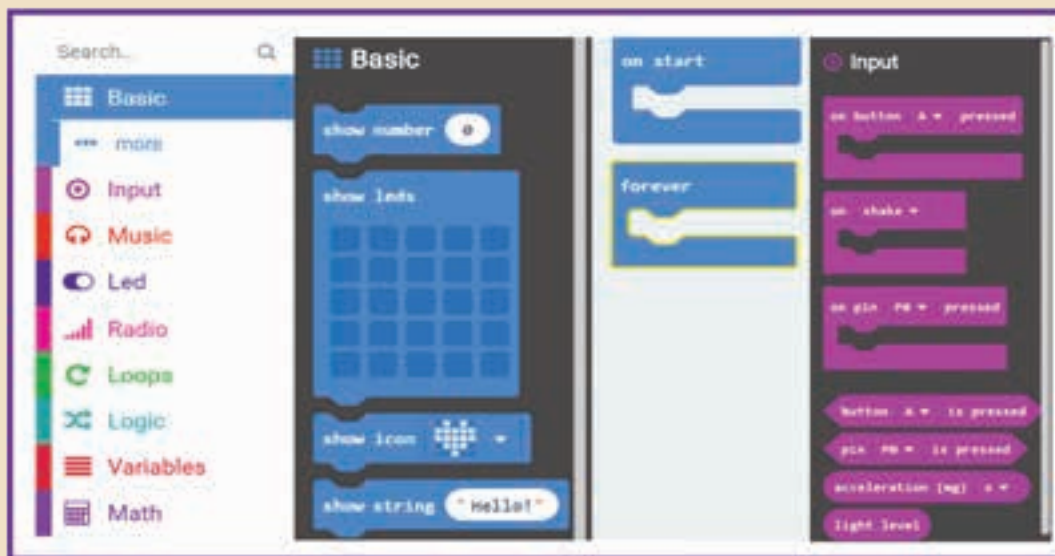 Search...
Basic
more
Input
Music
Led
Radio
Loops
Logic
Variables
Math
Basic
show number 0
show leds
show icon
show string "Hello!"
on start
forever
Input
on button A pressed
on shake
on pin P0 pressed
button A is pressed
pin P0 is pressed
acceleration (mg) x
light level